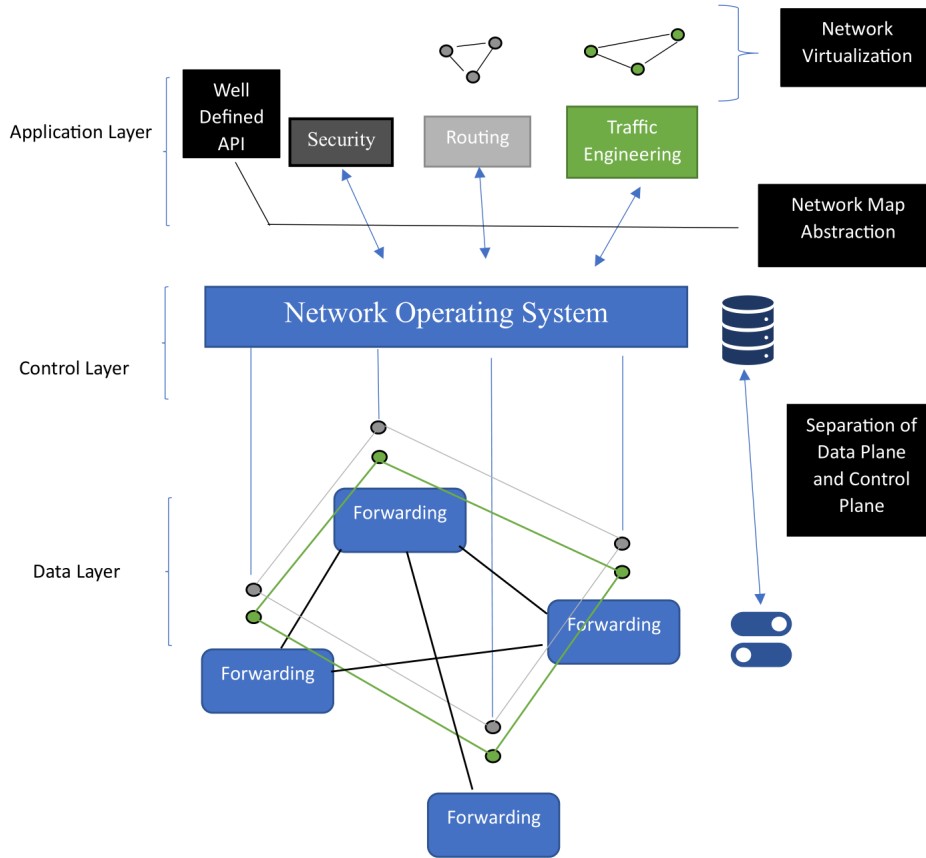 Network
Virtualization
Well
Defined
API
Application Layer
Security
Routing
Traffic
Engineering
Network Map
Abstraction
Network Operating System
Control Layer
Separation of
Data Plane
and Control
Plane
Forwarding
Data Layer
Forwarding
Forwarding
Forwarding